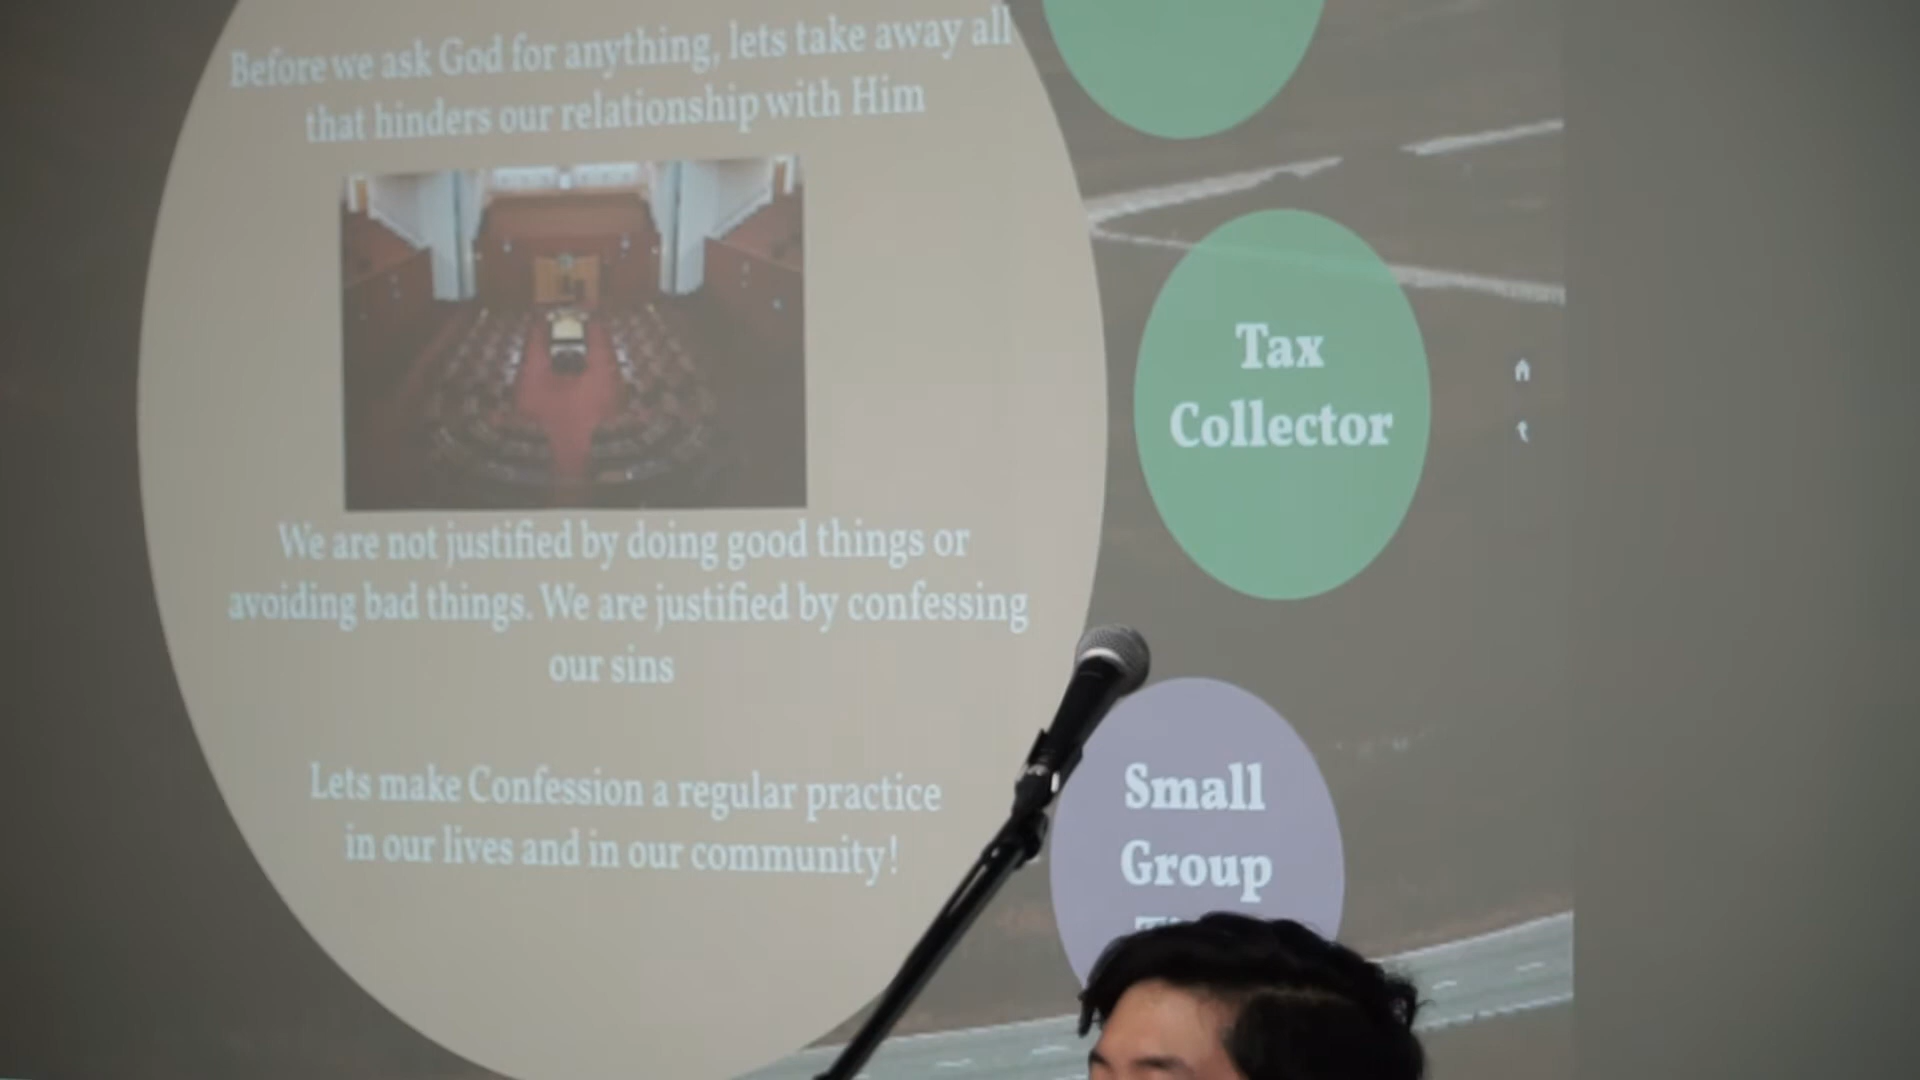 Before we ask God for anything, lets take away all
that hinders our relationship with Him
We are not justified by doing good things or
avoiding bad things. We are justified by confessing
our sins
Lets make Confession a regular practice
in our lives and in our community!
Tax
Collector
Small
Group